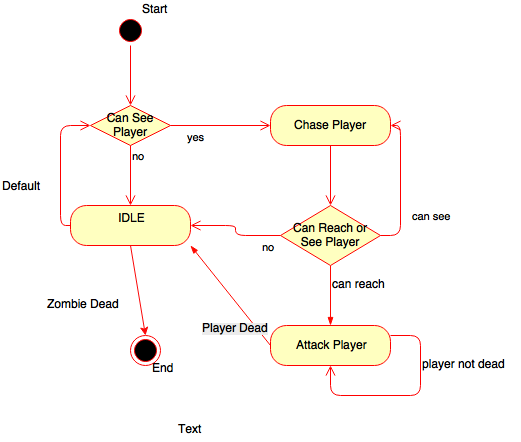 Start
Can See
Player
yes
Chase Player
no
Default
IDLE
Can Reach or
See Player
can see
no
can reach
Zombie Dead
Player Dead
Attack Player
player not dead
End
Text